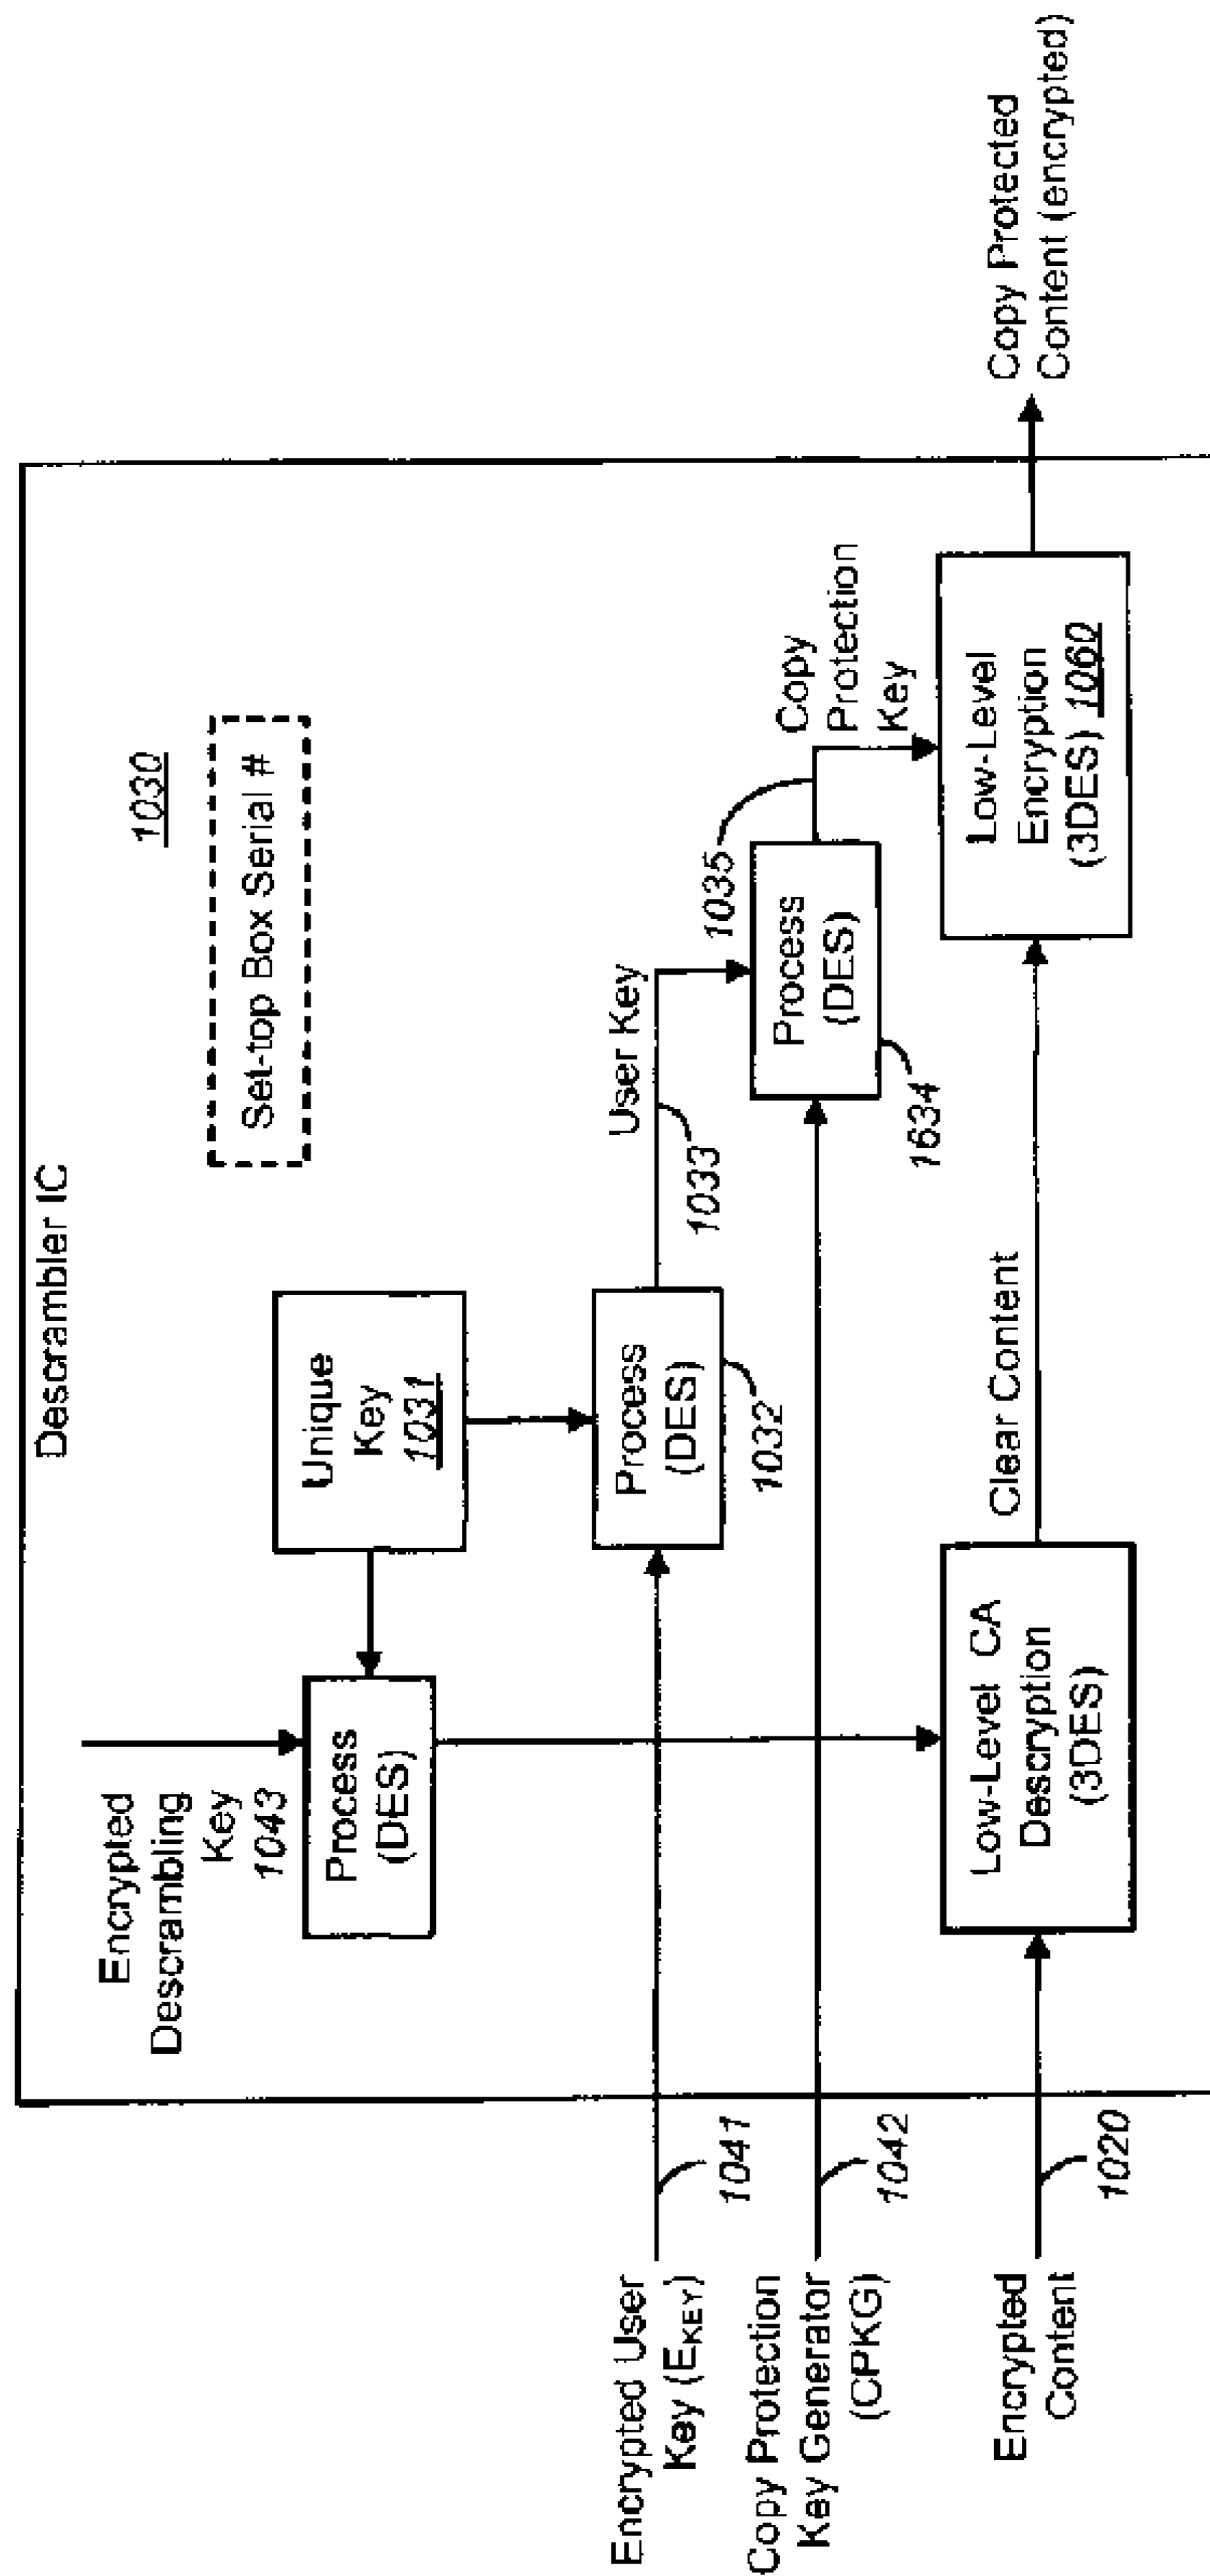 Descrambler IC
1030
Set-top Box Serial #
Encrypted
Descrambling
Key
1043
Process
(DES)
Unique
Key
1031
Encrypted User
Key (EKEY)
1041
Process
(DES)
1032
User Key
1033
Copy Protection
Key Generator
(CPKG)
1042
Process
(DES)
1634
1035
Copy
Protection
Key
Encrypted
Content
1020
Low-Level CA
Descryption
(3DES)
Clear Content
Low-Level
Encryption
(3DES) 1060
Copy Protected
Content (encrypted)